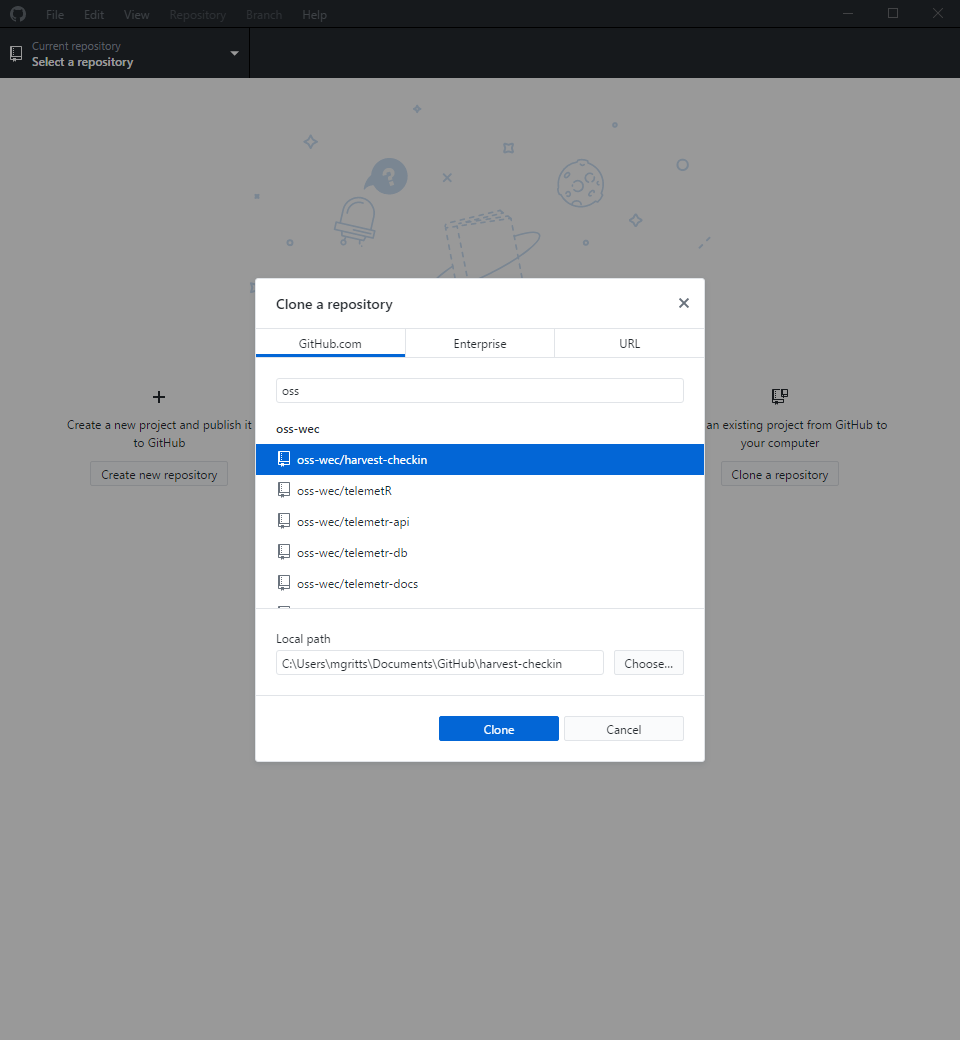 File Edit View Repository Branch Help
Current repository
Select a repository
?
Clone a repository
GitHub.com Enterprise URL
oss
oss-wec
oss-wec/harvest-checkin
oss-wec/telemetR
oss-wec/telemetr-api
oss-wec/telemetr-db
oss-wec/telemetr-docs
Local path
C:\Users\mgritts\Documents\GitHub\harvest-checkin Choose...
Clone Cancel
Create a new project and publish it
to GitHub
Create new repository
an existing project from GitHub to
your computer
Clone a repository